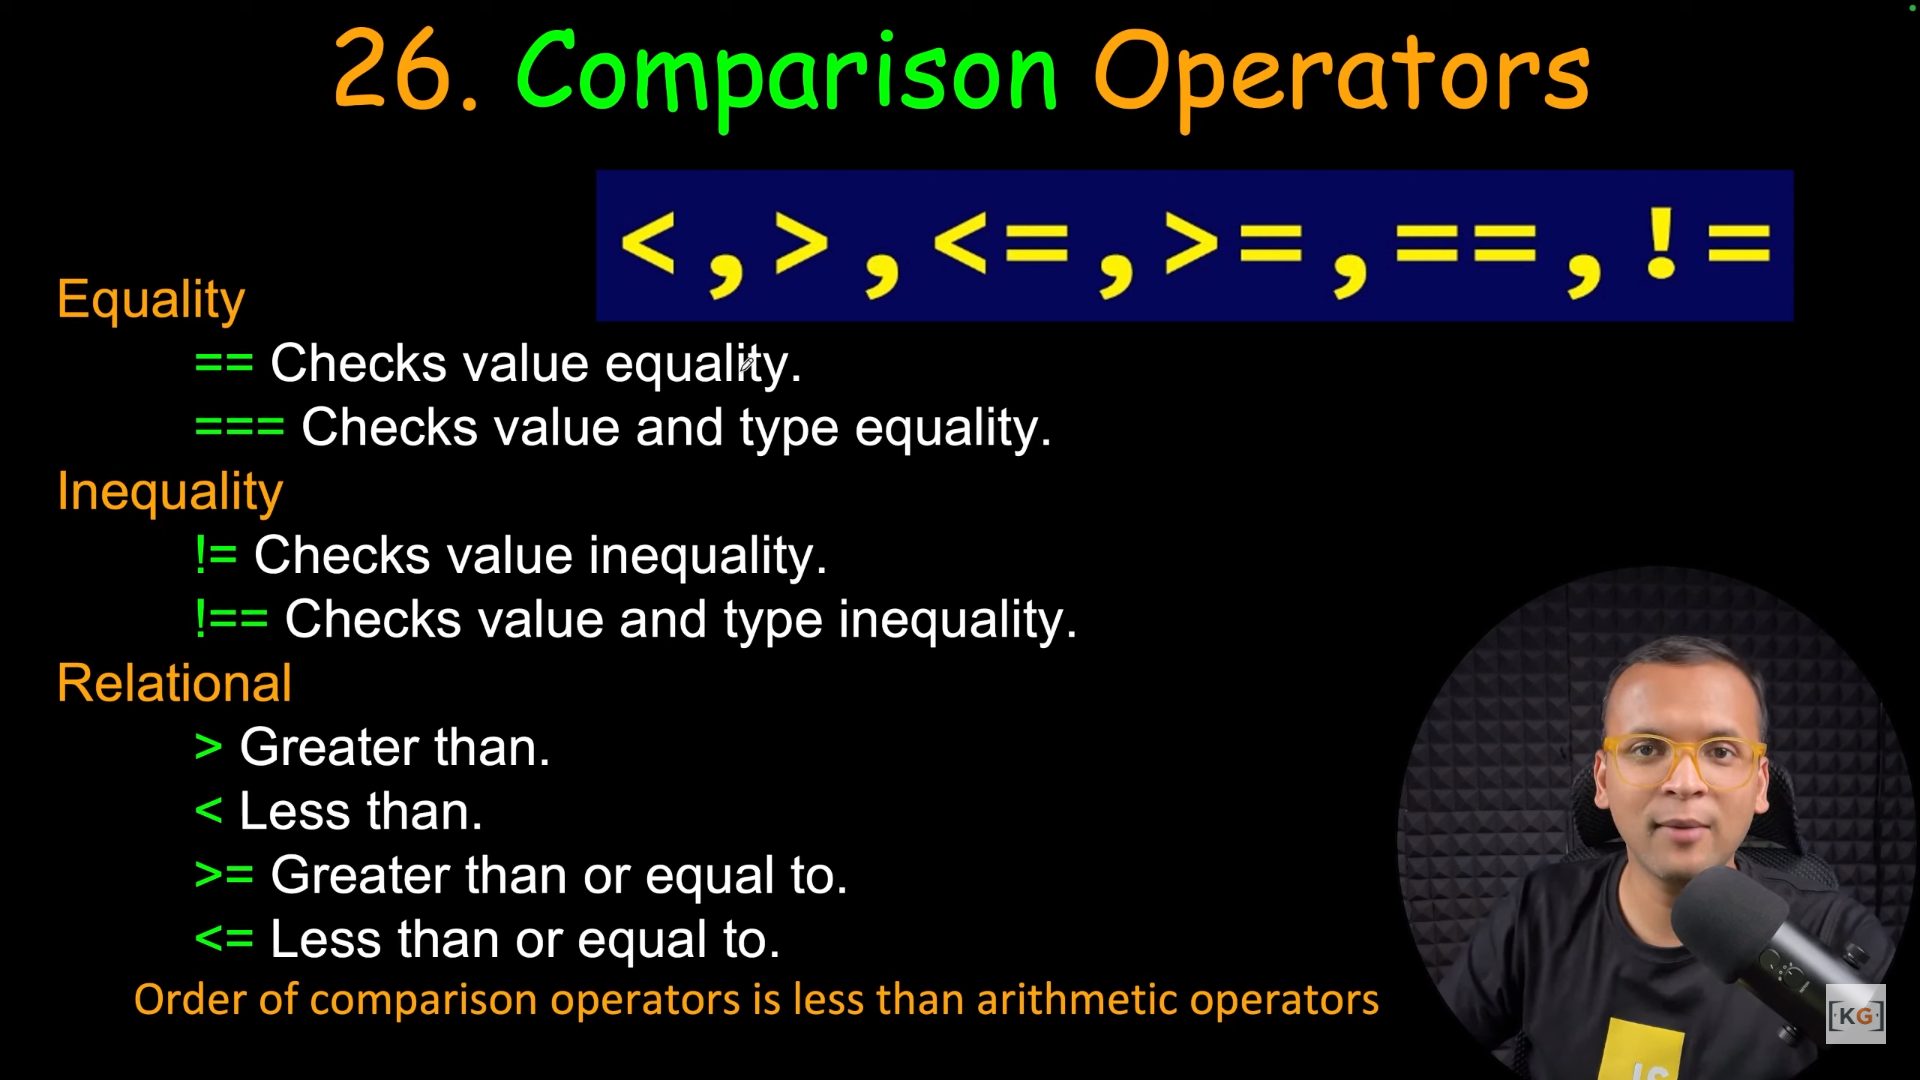 26. Comparison Operators
< , > , <= , >= , == , ! =
Equality
== Checks value equality.
=== Checks value and type equality.
Inequality
!= Checks value inequality.
!== Checks value and type inequality.
Relational
> Greater than.
< Less than.
>= Greater than or equal to.
<= Less than or equal to.
Order of comparison operators is less than arithmetic operators
[KG]
JS